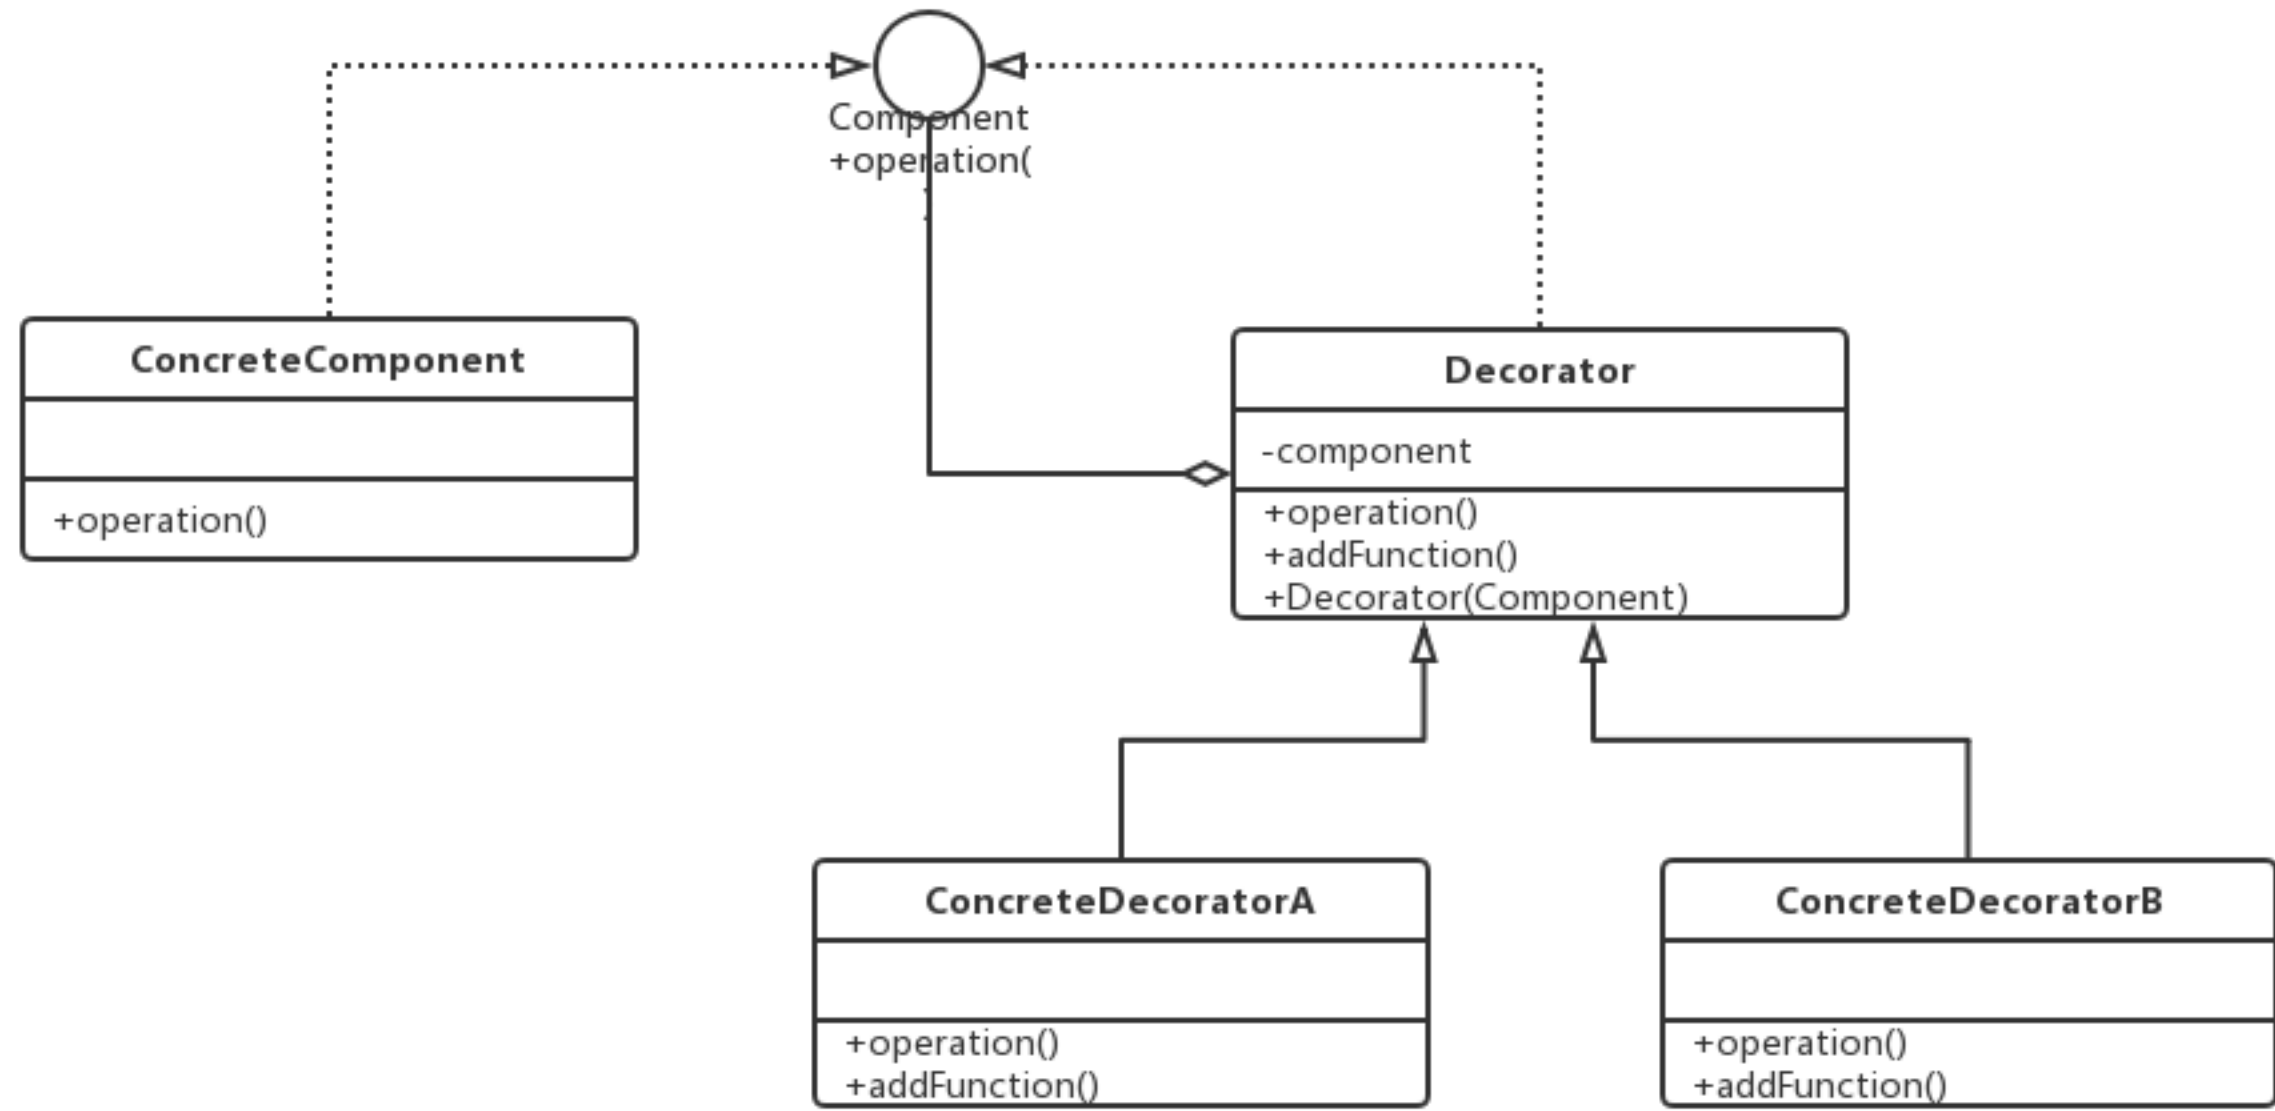 Component
+operation(
)
ConcreteComponent
+operation()
Decorator
-component
+operation()
+addFunction()
+Decorator(Component)
ConcreteDecoratorA
+operation()
+addFunction()
ConcreteDecoratorB
+operation()
+addFunction()